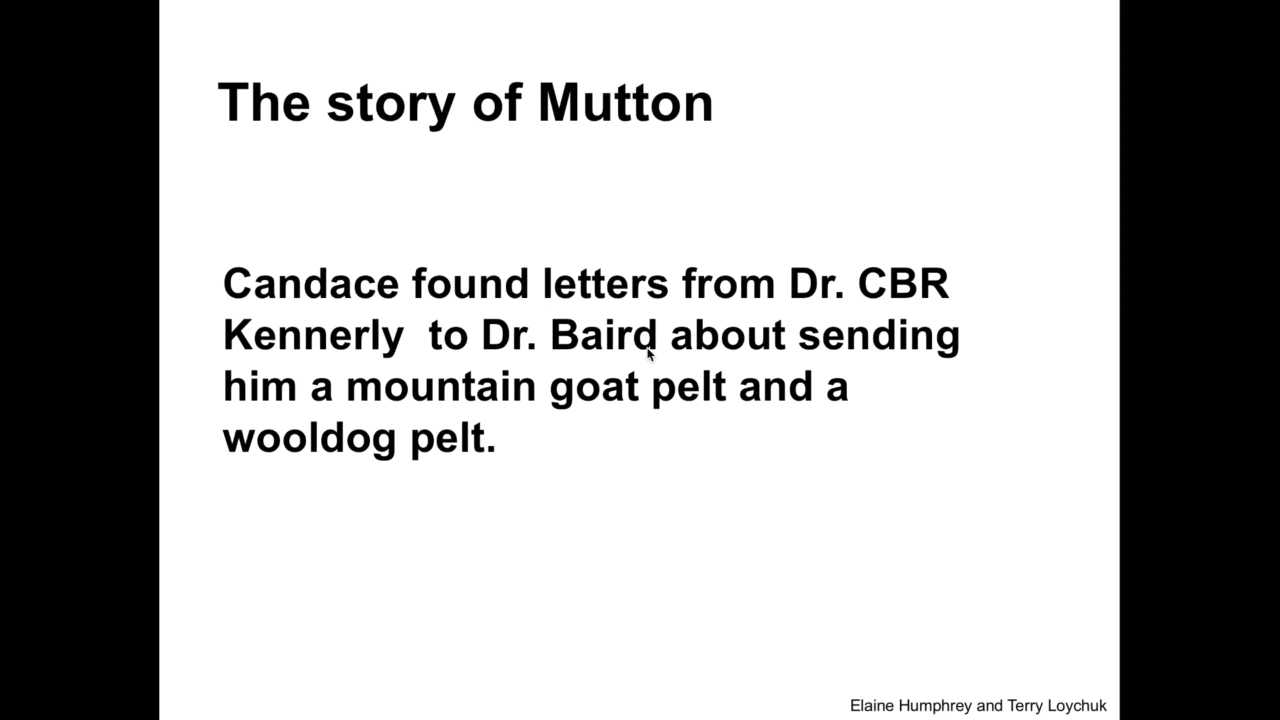 The story of Mutton
Candace found letters from Dr. CBR
Kennerly  to Dr. Baird about sending
him a mountain goat pelt and a
wooldog pelt.
Elaine Humphrey and Terry Loychuk